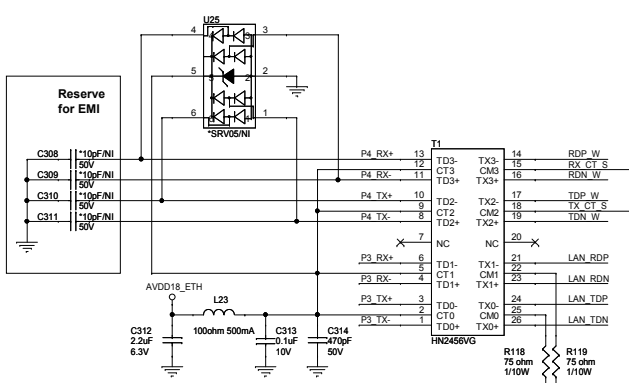 U25
4
3
5
2
6
1
*SRV05/NI
Reserve
for EMI
C308
*10pF/NI
50V
C309
*10pF/NI
50V
C310
*10pF/NI
50V
C311
*10pF/NI
50V
T1
P4_RX+ 13 TD3- TX3- 14 RDP_W
12 CT3 CM3 15 RX_CT_S
P4_RX- 11 TD3+ TX3+ 16 RDN_W
P4_TX+ 10 TD2- TX2- 17 TDP_W
9 CT2 CM2 18 TX_CT_S
P4_TX- 8 TD2+ TX2+ 19 TDN_W
7 NC NC 20
P3_RX+ 6 TD1- TX1- 21 LAN_RDP
5 CT1 CM1 22
P3_RX- 4 TD1+ TX1+ 23 LAN_RDN
P3_TX+ 3 TD0- TX0- 24 LAN_TDP
2 CT0 CM0 25
P3_TX- 1 TD0+ TX0+ 26 LAN_TDN
HN2456VG
AVDD18_ETH
L23
100ohm 500mA
C312
2.2uF
6.3V
C313
0.1uF
10V
C314
470pF
50V
R118
75 ohm
1/10W
R119
75 ohm
1/10W